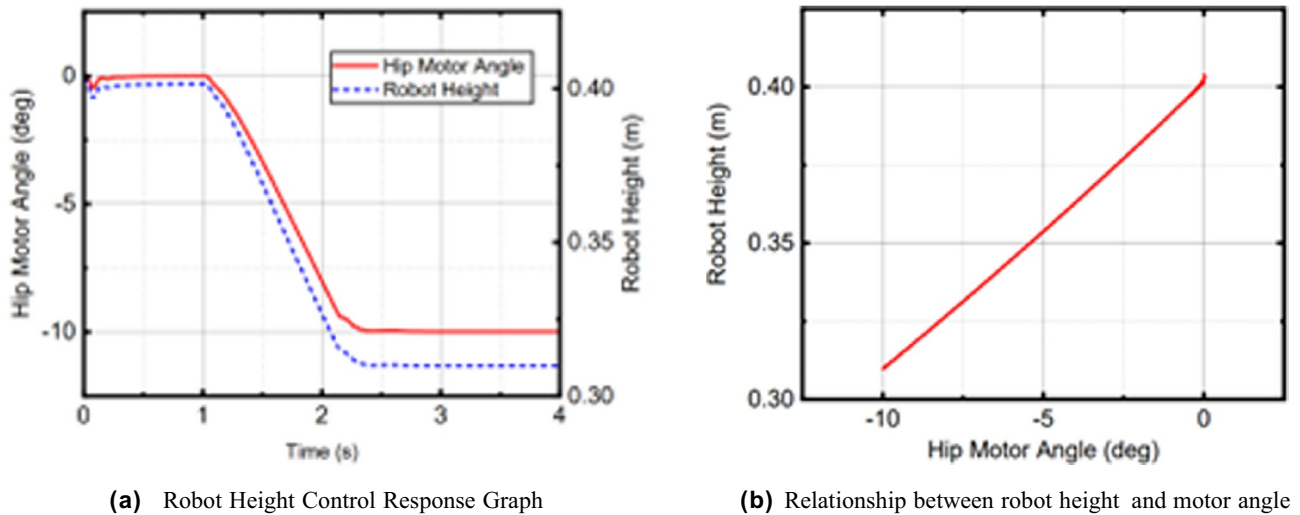 Hip Motor Angle (deg)
0
-5
-10
Hip Motor Angle
Robot Height
0.40
0.35
0.30
Robot Height (m)
0 1 2 3 4
Time (s)
(a) Robot Height Control Response Graph
Robot Height (m)
0.40
0.35
0.30
-10 -5 0
Hip Motor Angle (deg)
(b) Relationship between robot height and motor angle